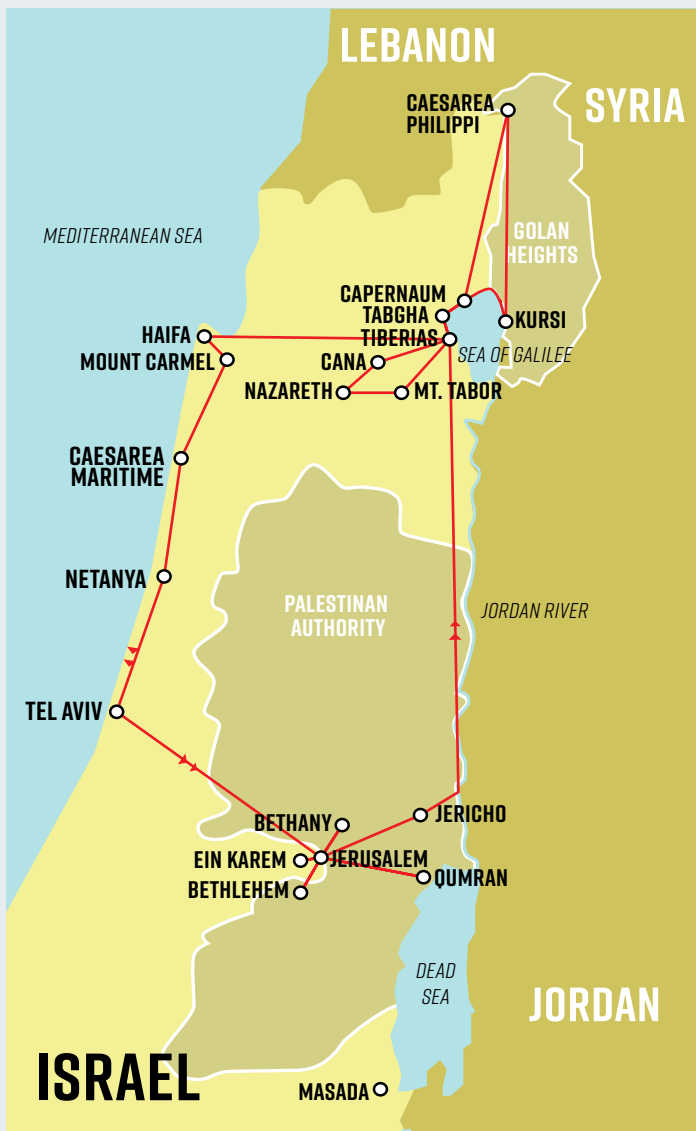 LEBANON
SYRIA
CAESAREA
PHILIPPI
MEDITERRANEAN SEA
GOLAN
HEIGHTS
CAPERNAUM
TABGHA
KURSI
HAIFA
TIBERIAS
SEA OF GALILEE
MOUNT CARMEL
CANA
NAZARETH
MT. TABOR
CAESAREA
MARITIME
NETANYA
PALESTINAN
AUTHORITY
JORDAN RIVER
TEL AVIV
BETHANY
JERICHO
EIN KAREM
JERUSALEM
BETHLEHEM
QUMRAN
DEAD
SEA
JORDAN
ISRAEL
MASADA